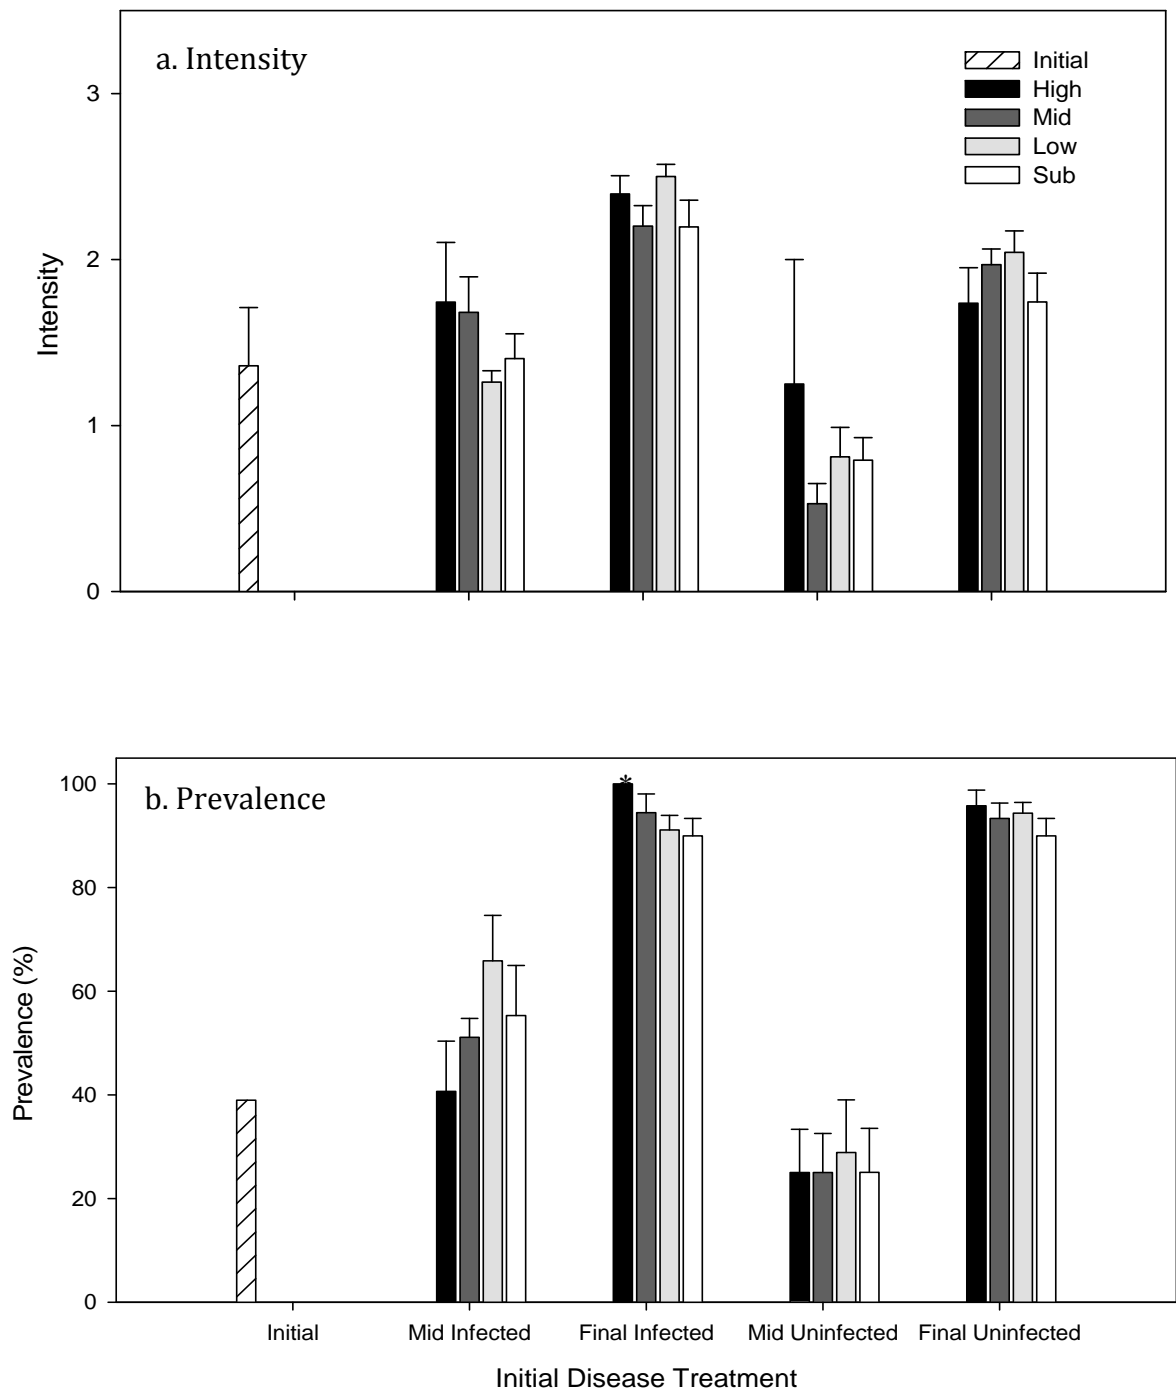 a. Intensity
Initial
High
Mid
Low
Sub
3
2
1
0
Intensity
b. Prevalence
*
100
80
60
40
20
0
Prevalence (%)
Initial Mid Infected Final Infected Mid Uninfected Final Uninfected
Initial Disease Treatment